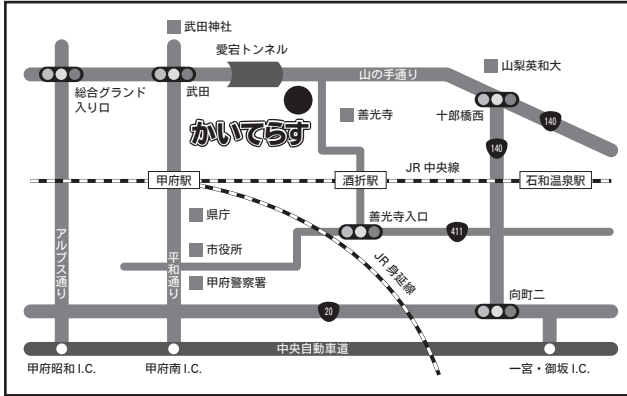 武田神社
愛宕トンネル
山の手通り
山梨英和大
総合グランド
入り口
武田
かいてらす
善光寺
十郎橋西
140
140
JR 中央線
甲府駅
酒折駅
石和温泉駅
県庁
善光寺入口
411
アルプス通り
平和通り
市役所
JR 身延線
甲府警察署
向町二
20
中央自動車道
甲府昭和 I.C.
甲府南 I.C.
一宮・御坂 I.C.